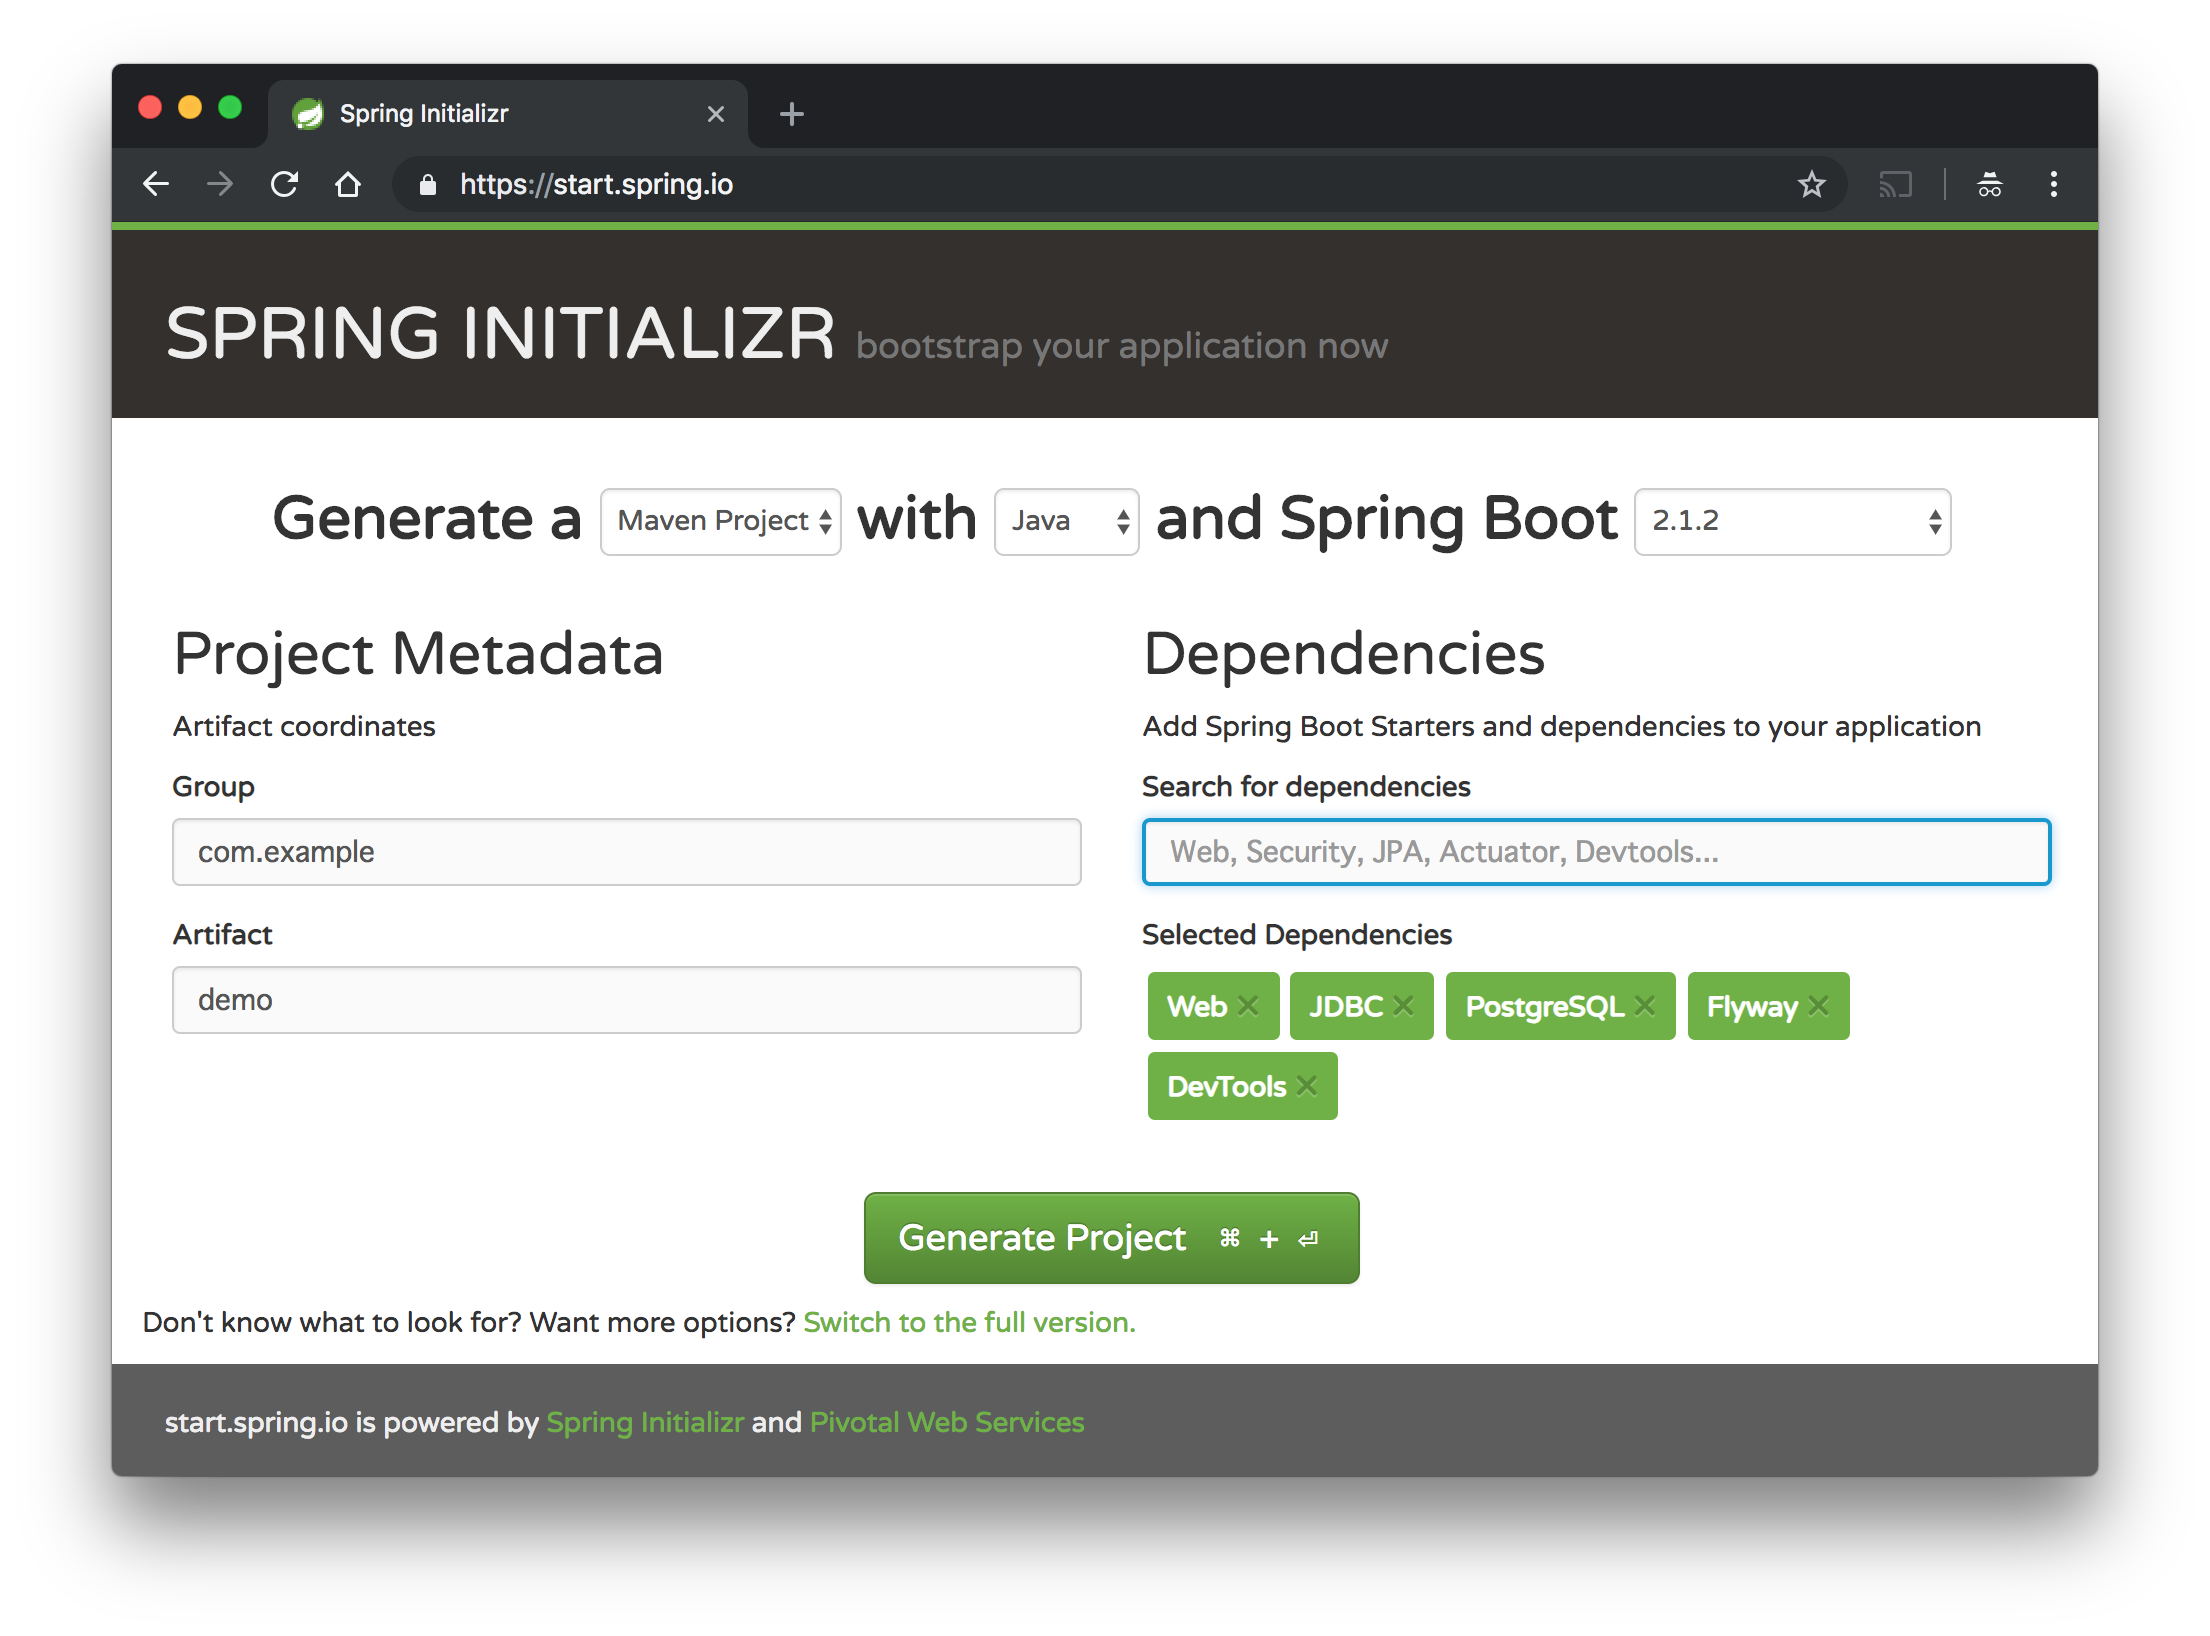 Spring Initializr
https://start.spring.io
SPRING INITIALIZR bootstrap your application now
Generate a Maven Project with Java and Spring Boot 2.1.2
Project Metadata
Artifact coordinates
Group
com.example
Artifact
demo
Dependencies
Add Spring Boot Starters and dependencies to your application
Search for dependencies
Web, Security, JPA, Actuator, Devtools...
Selected Dependencies
Web JDBC PostgreSQL Flyway
DevTools
Generate Project ⌘ + ⏎
Don't know what to look for? Want more options? Switch to the full version.
start.spring.io is powered by Spring Initializr and Pivotal Web Services